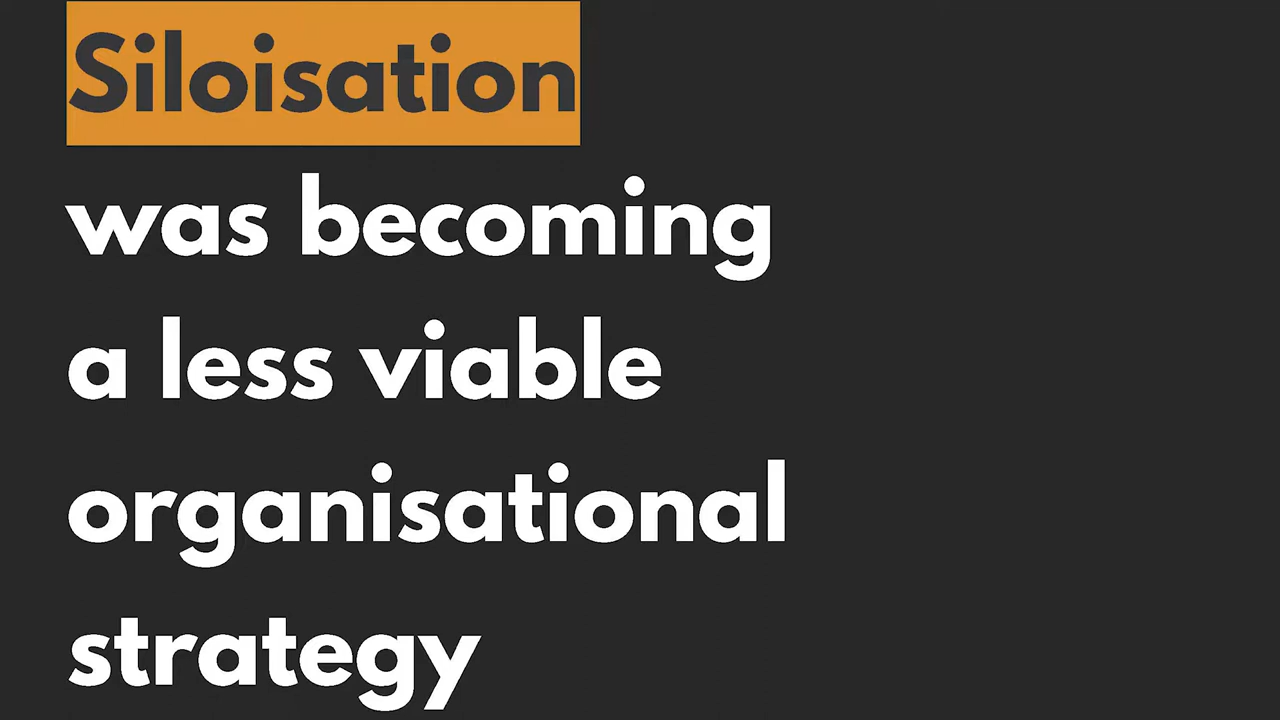 Siloisation
was becoming
a less viable
organisational
strategy